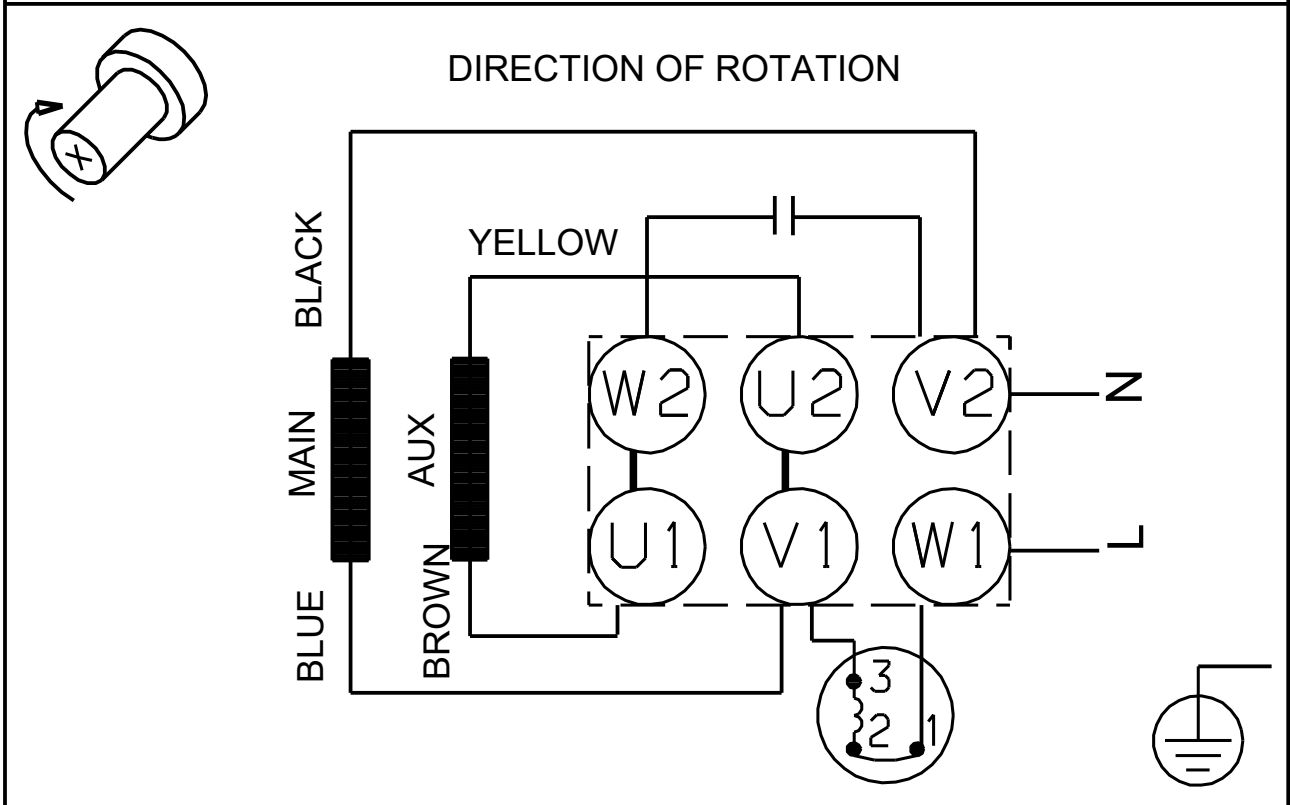 DIRECTION OF ROTATION
BLACK
YELLOW
MAIN
AUX
W2 U2 V2 N
U1 V1 W1 L
BLUE
BROWN
3
2 1